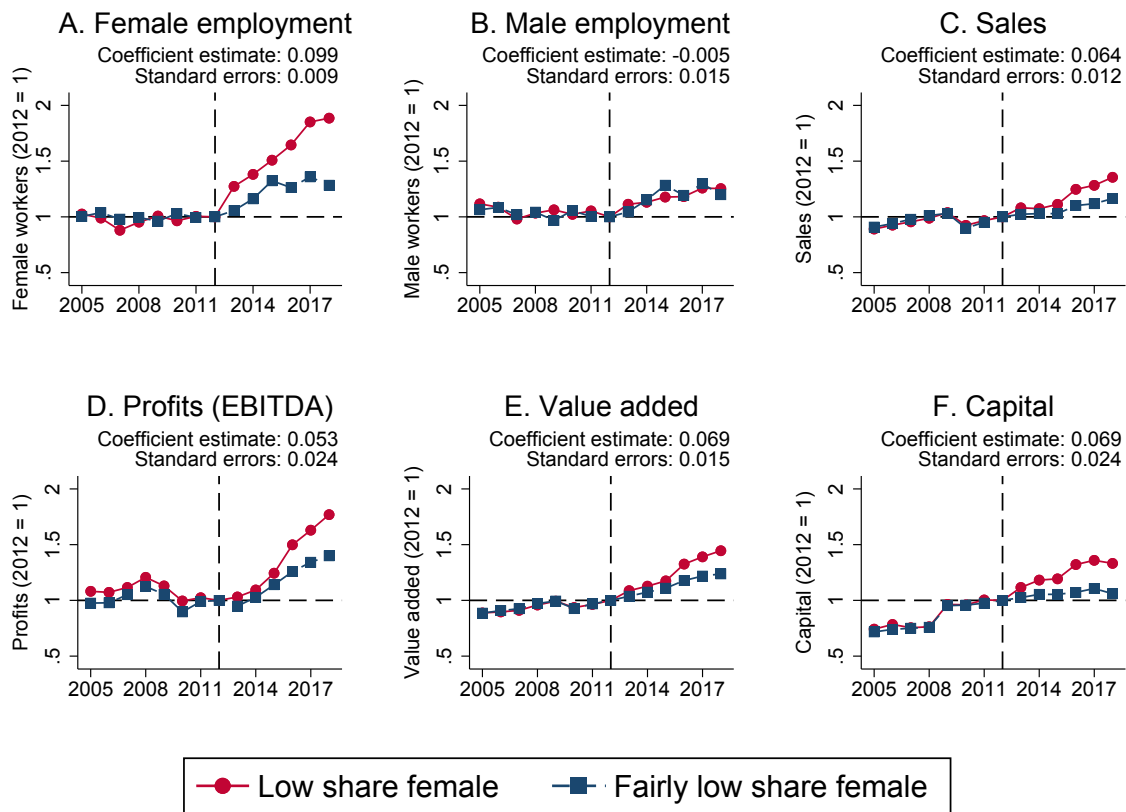 A. Female employment
Coefficient estimate: 0.099
Standard errors: 0.009
Female workers (2012 = 1)
2
1.5
1
.5
2005 2008 2011 2014 2017
B. Male employment
Coefficient estimate: -0.005
Standard errors: 0.015
Male workers (2012 = 1)
2
1.5
1
.5
2005 2008 2011 2014 2017
C. Sales
Coefficient estimate: 0.064
Standard errors: 0.012
Sales (2012 = 1)
2
1.5
1
.5
2005 2008 2011 2014 2017
D. Profits (EBITDA)
Coefficient estimate: 0.053
Standard errors: 0.024
Profits (2012 = 1)
2
1.5
1
.5
2005 2008 2011 2014 2017
E. Value added
Coefficient estimate: 0.069
Standard errors: 0.015
Value added (2012 = 1)
2
1.5
1
.5
2005 2008 2011 2014 2017
F. Capital
Coefficient estimate: 0.069
Standard errors: 0.024
Capital (2012 = 1)
2
1.5
1
.5
2005 2008 2011 2014 2017
Low share female
Fairly low share female